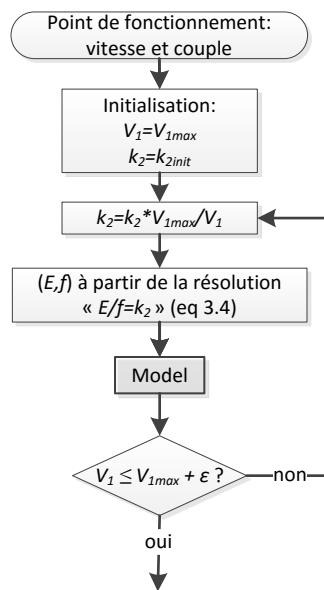 Point de fonctionnement:
vitesse et couple
Initialisation:
V1=V1max
k2=k2init
k2=k2*V1max/V1
(E,f) à partir de la résolution
« E/f=k2 » (eq 3.4)
Model
V1 ≤ V1max + ε ?
non
oui